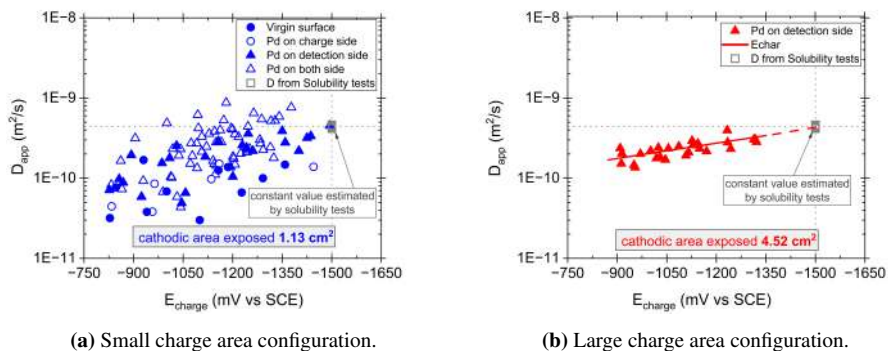 (a)
1E−8
1E−9
1E−10
1E−11
D_app (m²/s)
Virgin surface
Pd on charge side
Pd on detection side
Pd on both side
D from Solubility tests
constant value estimated
by solubility tests
cathodic area exposed 1.13 cm²
−750 −900 −1050 −1200 −1350 −1500 −1650
E_charge (mV vs SCE)
(a) Small charge area configuration.
(b)
1E−8
1E−9
1E−10
1E−11
D_app (m²/s)
Pd on detection side
Echar
D from Solubility tests
constant value estimated
by solubility tests
cathodic area exposed 4.52 cm²
−750 −900 −1050 −1200 −1350 −1500 −1650
E_charge (mV vs SCE)
(b) Large charge area configuration.